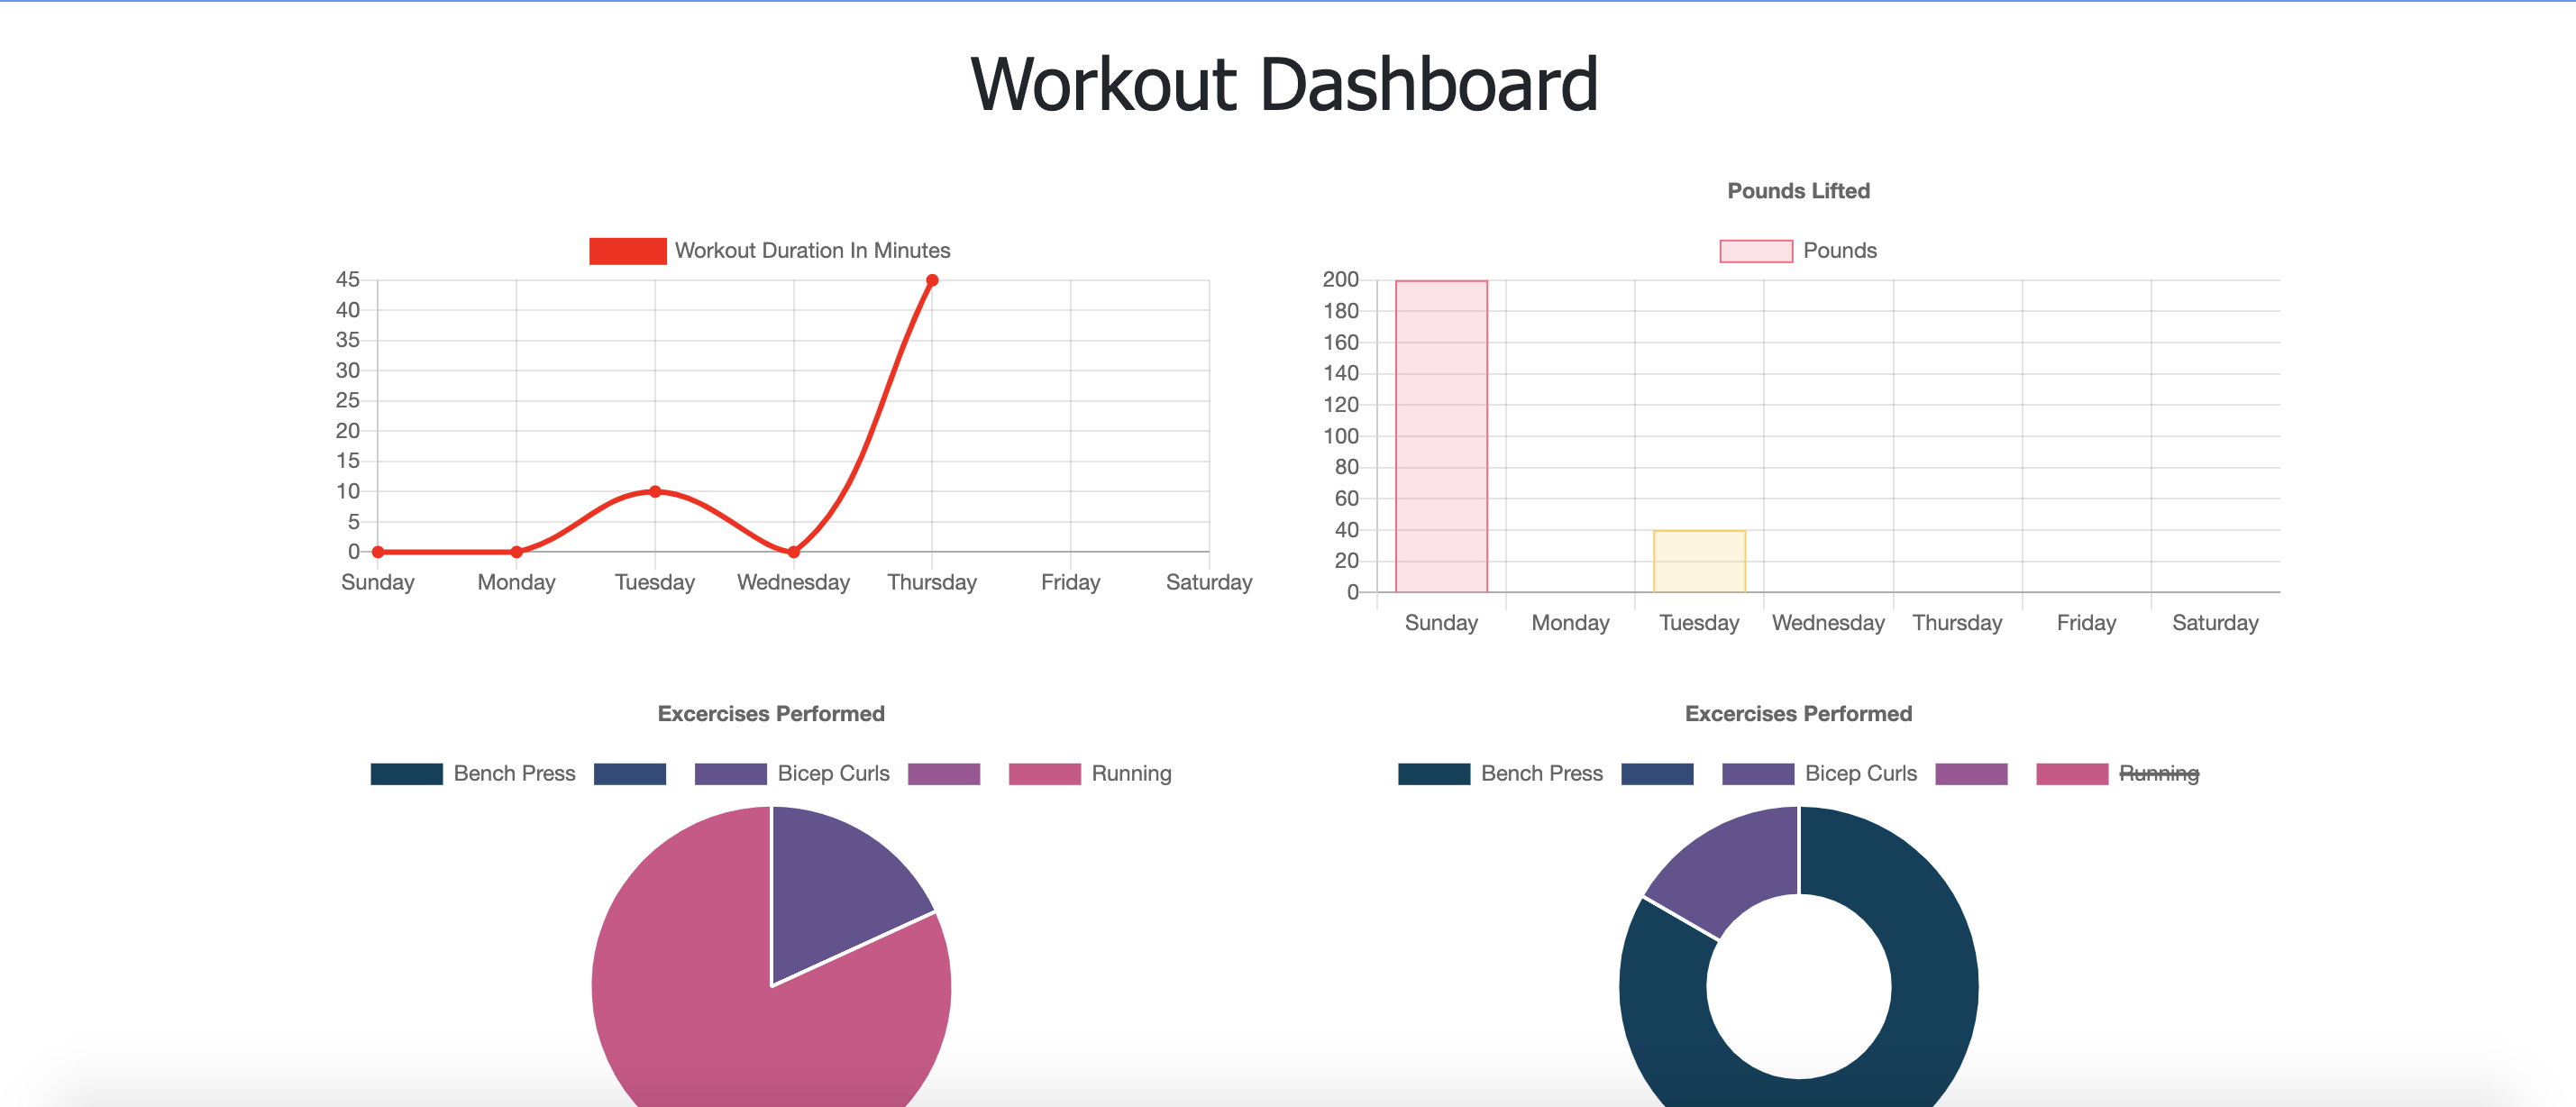 Workout Dashboard
Workout Duration In Minutes
45
40
35
30
25
20
15
10
5
0
Sunday Monday Tuesday Wednesday Thursday Friday Saturday
Pounds Lifted
Pounds
200
180
160
140
120
100
80
60
40
20
0
Sunday Monday Tuesday Wednesday Thursday Friday Saturday
Excercises Performed
Bench Press Bicep Curls Running
Excercises Performed
Bench Press Bicep Curls Running